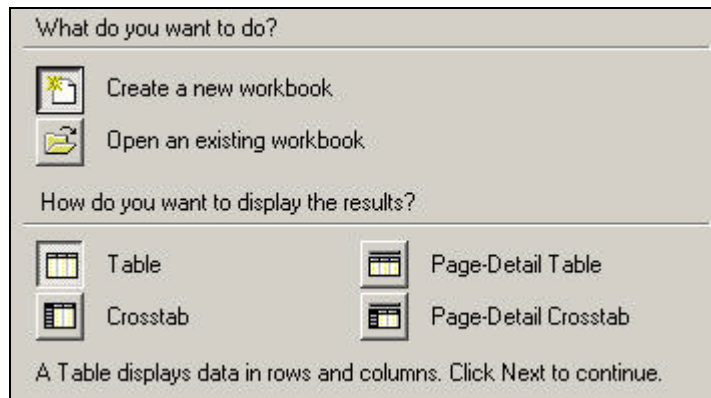 What do you want to do?
Create a new workbook
Open an existing workbook
How do you want to display the results?
Table
Page-Detail Table
Crosstab
Page-Detail Crosstab
A Table displays data in rows and columns. Click Next to continue.